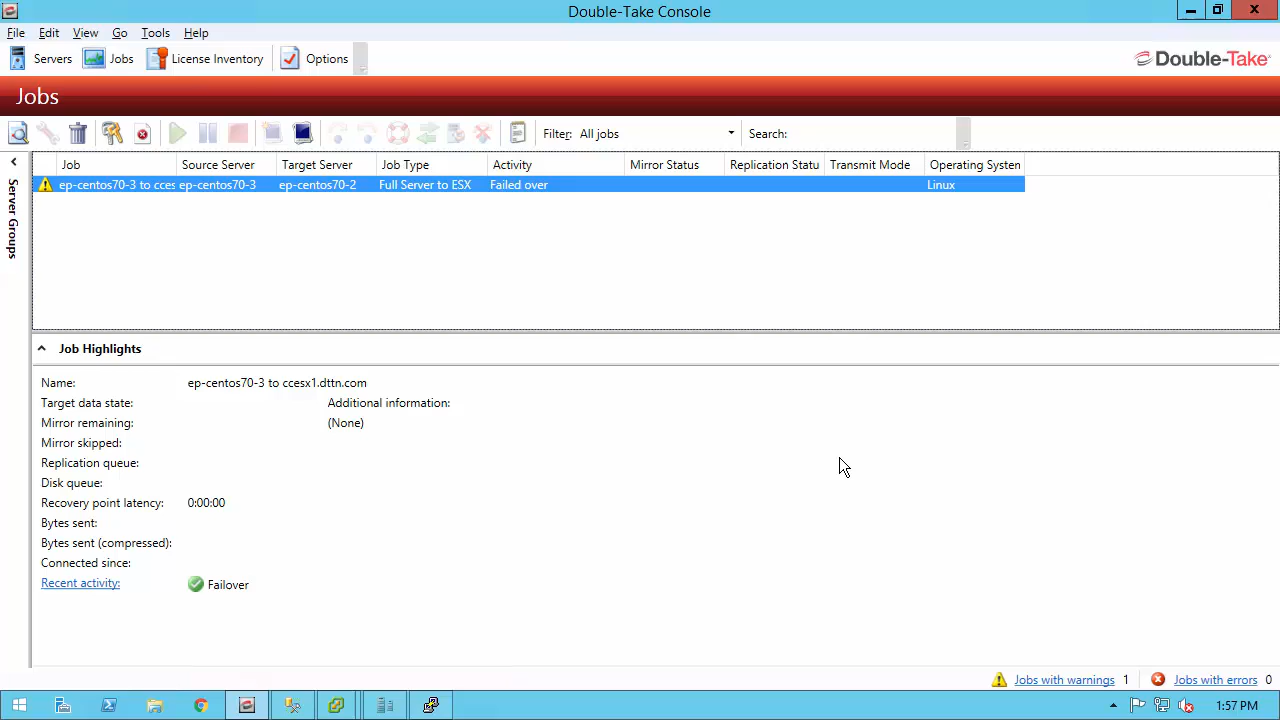 Double-Take Console
File Edit View Go Tools Help
Servers Jobs License Inventory Options Double-Take
Jobs
Filter: All jobs Search:
Server Groups
Job Source Server Target Server Job Type Activity Mirror Status Replication Statu Transmit Mode Operating Systen
ep-centos70-3 to cces ep-centos70-3 ep-centos70-2 Full Server to ESX Failed over Linux
Job Highlights
Name: ep-centos70-3 to ccesx1.dttn.com
Target data state: Additional information:
Mirror remaining: (None)
Mirror skipped:
Replication queue:
Disk queue:
Recovery point latency: 0:00:00
Bytes sent:
Bytes sent (compressed):
Connected since:
Recent activity: Failover
Jobs with warnings 1 Jobs with errors 0
1:57 PM